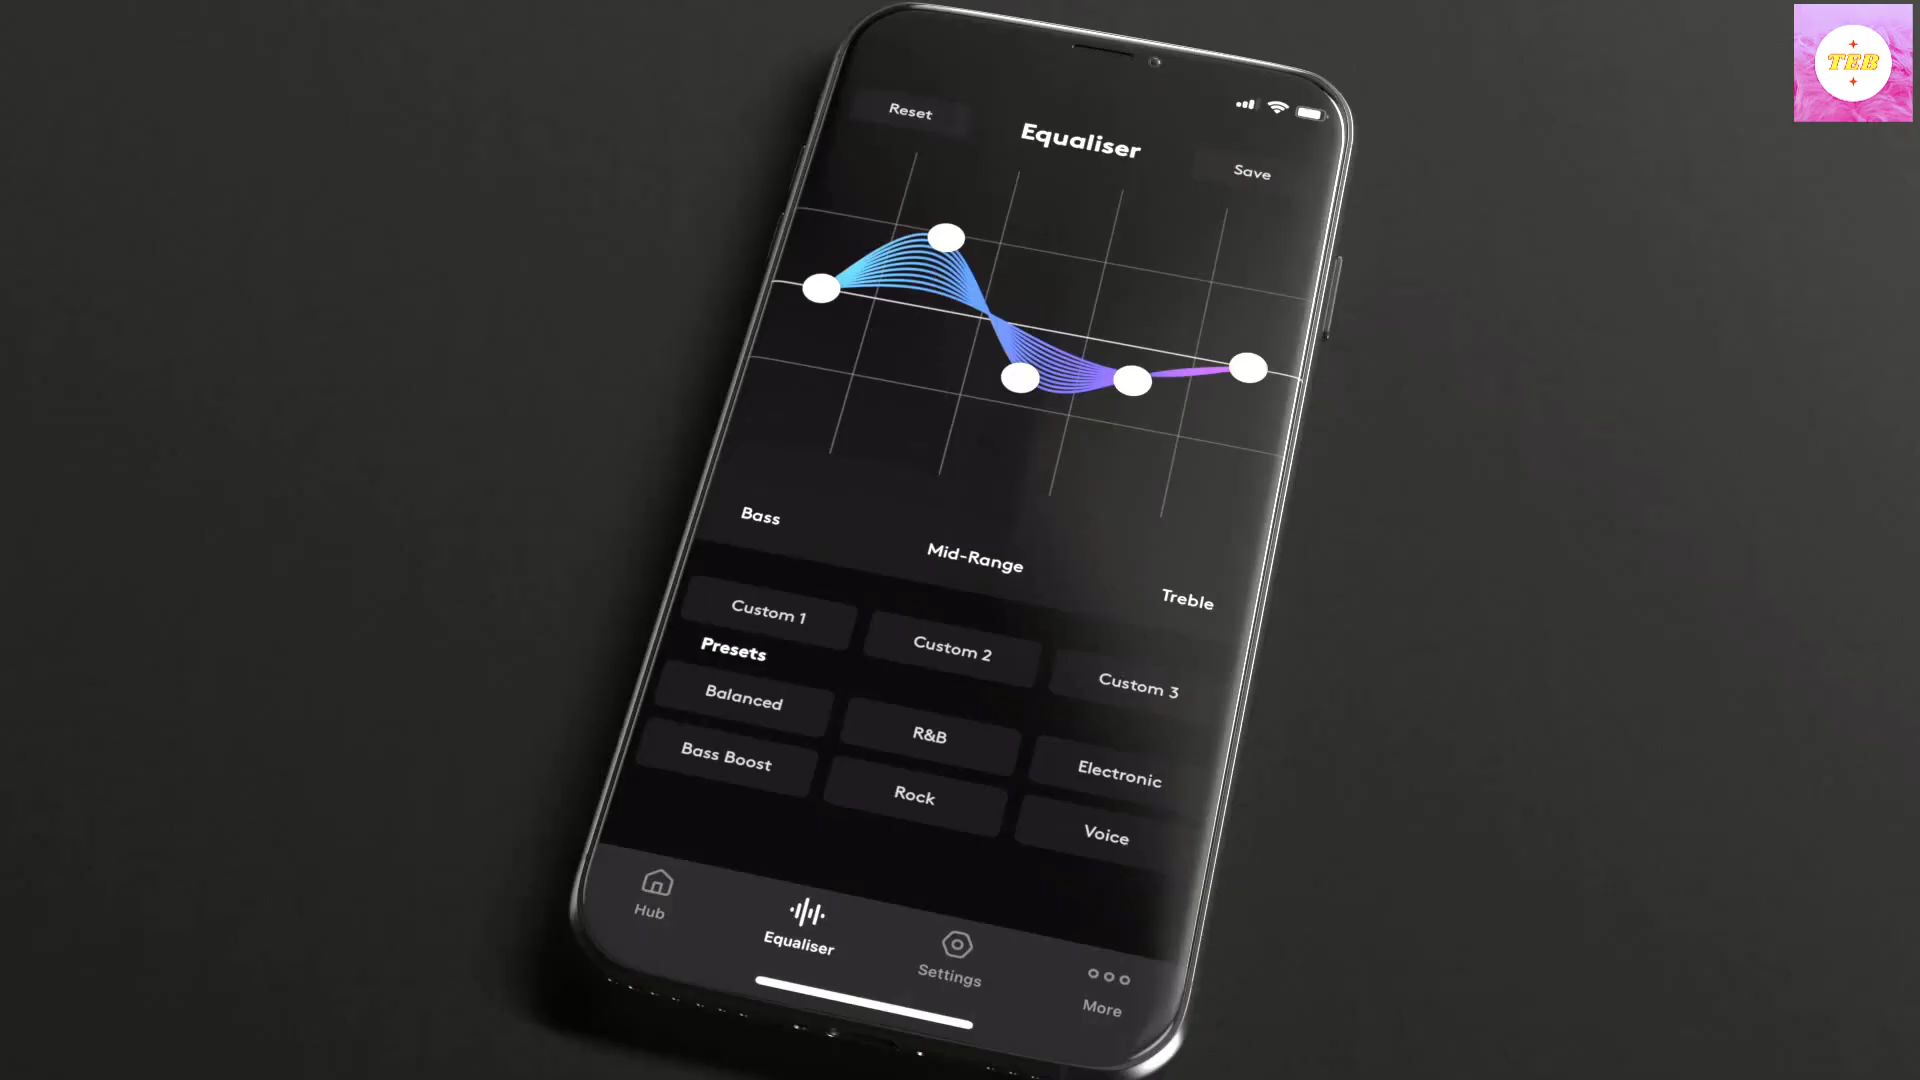 TEB
Reset
Equaliser
Save
Bass
Mid-Range
Treble
Custom 1
Custom 2
Custom 3
Presets
Balanced
R&B
Electronic
Bass Boost
Rock
Voice
Hub
Equaliser
Settings
More